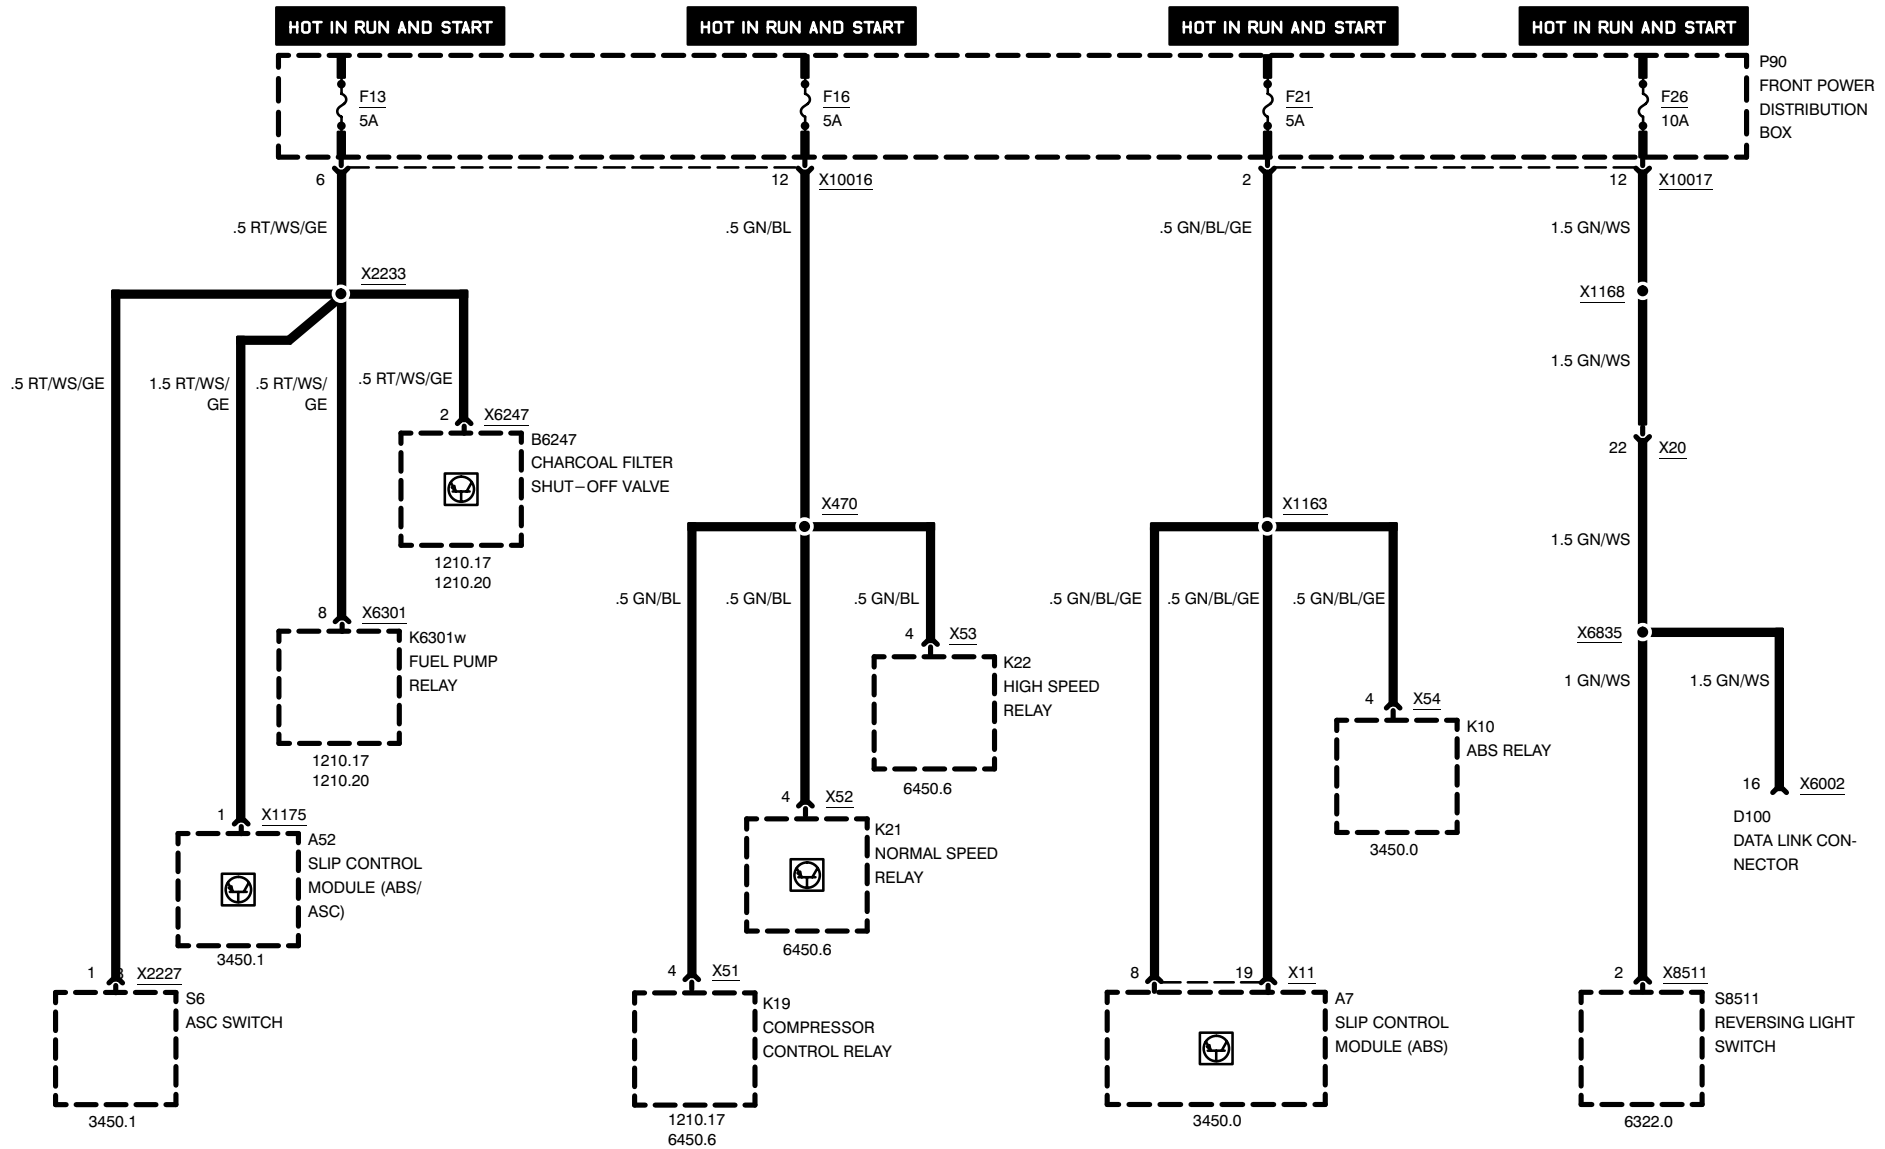 HOT IN RUN AND START
HOT IN RUN AND START
HOT IN RUN AND START
HOT IN RUN AND START
P90
FRONT POWER
DISTRIBUTION
BOX
F13
5A
F16
5A
F21
5A
F26
10A
6
12
X10016
2
12
X10017
.5 RT/WS/GE
.5 GN/BL
.5 GN/BL/GE
1.5 GN/WS
X2233
X1168
.5 RT/WS/GE
1.5 RT/WS/
GE
.5 RT/WS/
GE
.5 RT/WS/GE
1.5 GN/WS
2
X6247
B6247
CHARCOAL FILTER
SHUT–OFF VALVE
1210.17
1210.20
22
X20
X470
X1163
1.5 GN/WS
8
X6301
K6301w
FUEL PUMP
RELAY
1210.17
1210.20
.5 GN/BL
.5 GN/BL
.5 GN/BL
.5 GN/BL/GE
.5 GN/BL/GE
.5 GN/BL/GE
X6835
1 GN/WS
1.5 GN/WS
4
X53
K22
HIGH SPEED
RELAY
6450.6
4
X54
K10
ABS RELAY
3450.0
16
X6002
D100
DATA LINK CON-
NECTOR
1
X1175
A52
SLIP CONTROL
MODULE (ABS/
ASC)
3450.1
4
X52
K21
NORMAL SPEED
RELAY
6450.6
1
X2227
S6
ASC SWITCH
3450.1
4
X51
K19
COMPRESSOR
CONTROL RELAY
1210.17
6450.6
8
19
X11
A7
SLIP CONTROL
MODULE (ABS)
3450.0
2
X8511
S8511
REVERSING LIGHT
SWITCH
6322.0